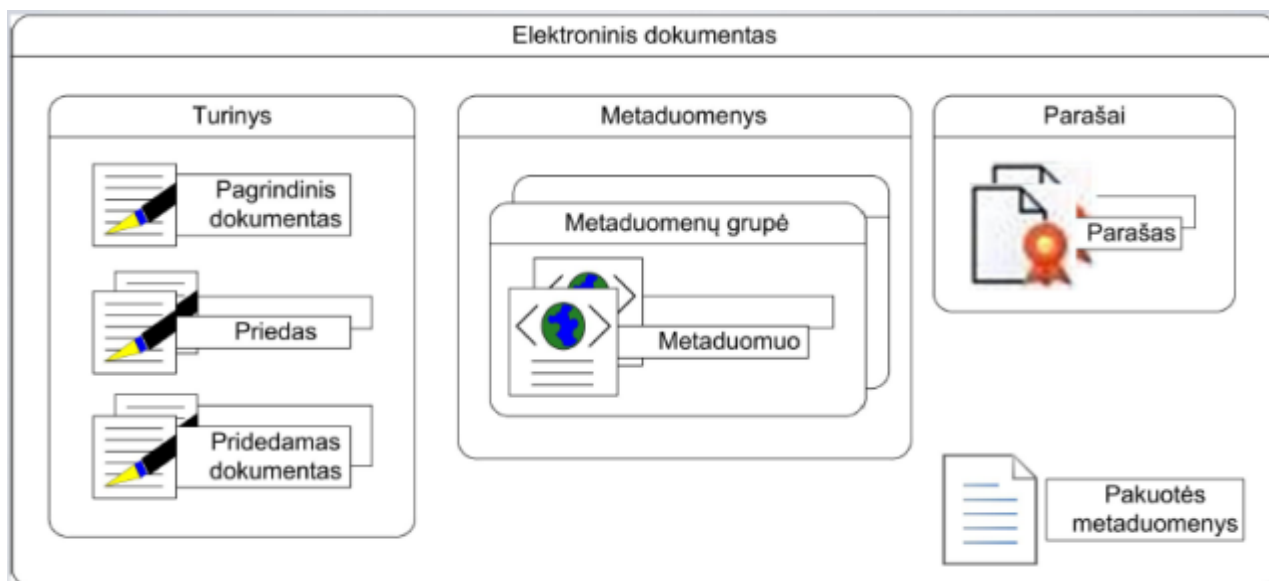 Elektroninis dokumentas
Turinys
Pagrindinis
dokumentas
Priedas
Pridedamas
dokumentas
Metaduomenys
Metaduomenų grupė
Metaduomuo
Parašai
Parašas
Pakuotės
metaduomenys